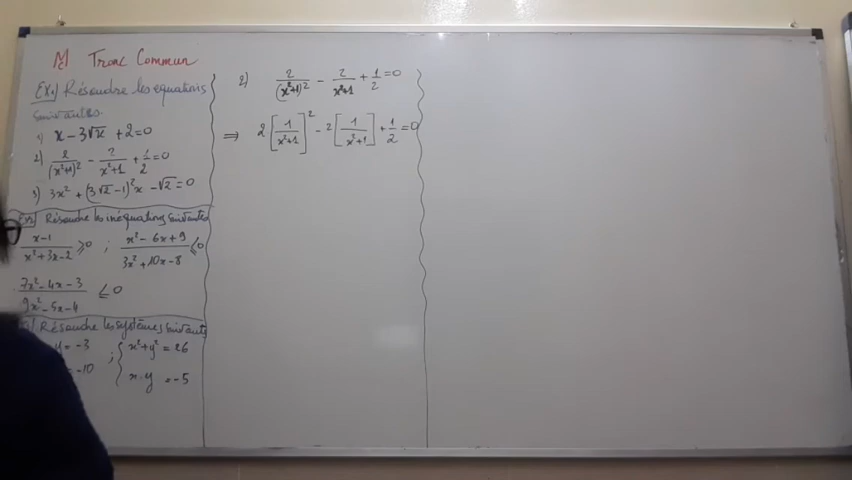 Tronc Commun
Ex1/ Résoudre les équations
suivantes.
1) x - 3√x + 2 = 0
2) 2/(x²+1)² - 2/(x²+1) + 1/2 = 0
3) 3x² + (3√2 - 1)²x - √2 = 0
Ex2/ Résoudre les inéquations suivantes
(x-1)/(x²+3x-2) ≥ 0 ; (x²-6x+9)/(3x²+10x-8) ≤ 0
(7x²-4x-3)/(9x²-5x-4) ≤ 0
Résoudre les systèmes suivants
y = -3 ; { x²+y² = 26
= -10 x·y = -5
2) 2/(x²+1)² - 2/(x²+1) + 1/2 = 0
⟹ 2[1/(x²+1)]² - 2[1/(x²+1)] + 1/2 = 0